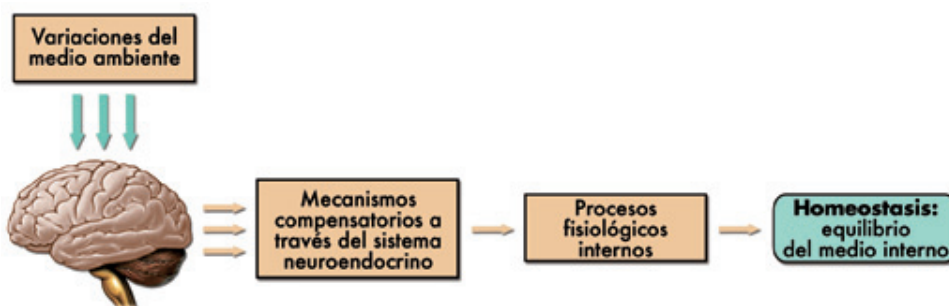 Variaciones del
medio ambiente
Mecanismos
compensatorios a
través del sistema
neuroendocrino
Procesos
fisiológicos
internos
Homeostasis:
equilibrio
del medio interno